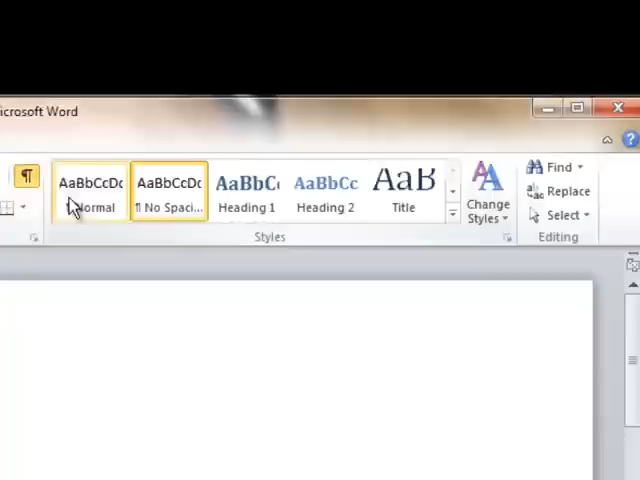 icrosoft Word
¶
?
AaBbCcDc AaBbCcDc AaBbCc AaBbCc AaB
¶ No Spaci... Heading 1 Heading 2 Title
Change
Styles
Find
Replace
Select
Styles
Editing